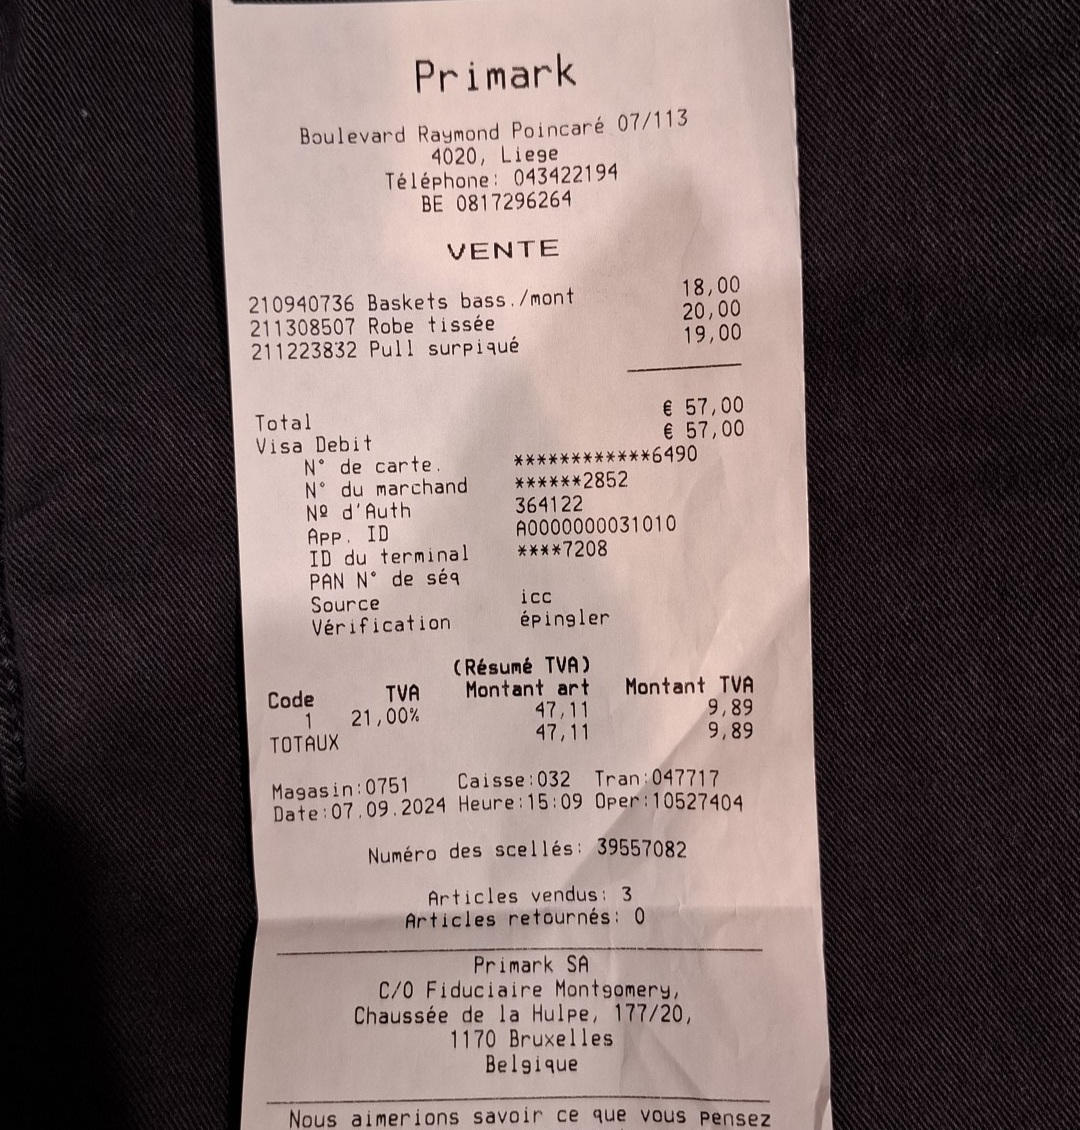 Primark
Boulevard Raymond Poincaré 07/113
4020, Liege
Téléphone: 043422194
BE 0817296264
VENTE
210940736 Baskets bass./mont 18,00
211308507 Robe tissée 20,00
211223832 Pull surpiqué 19,00
Total € 57,00
Visa Debit € 57,00
N° de carte. ************6490
N° du marchand ******2852
Nº d'Auth 364122
App. ID A0000000031010
ID du terminal ****7208
PAN N° de séq
Source icc
Vérification épingler
(Résumé TVA)
Code TVA Montant art Montant TVA
1 21,00% 47,11 9,89
TOTAUX 47,11 9,89
Magasin:0751 Caisse:032 Tran:047717
Date:07.09.2024 Heure:15:09 Oper:10527404
Numéro des scellés: 39557082
Articles vendus: 3
Articles retournés: 0
Primark SA
C/O Fiduciaire Montgomery,
Chaussée de la Hulpe, 177/20,
1170 Bruxelles
Belgique
Nous aimerions savoir ce que vous pensez